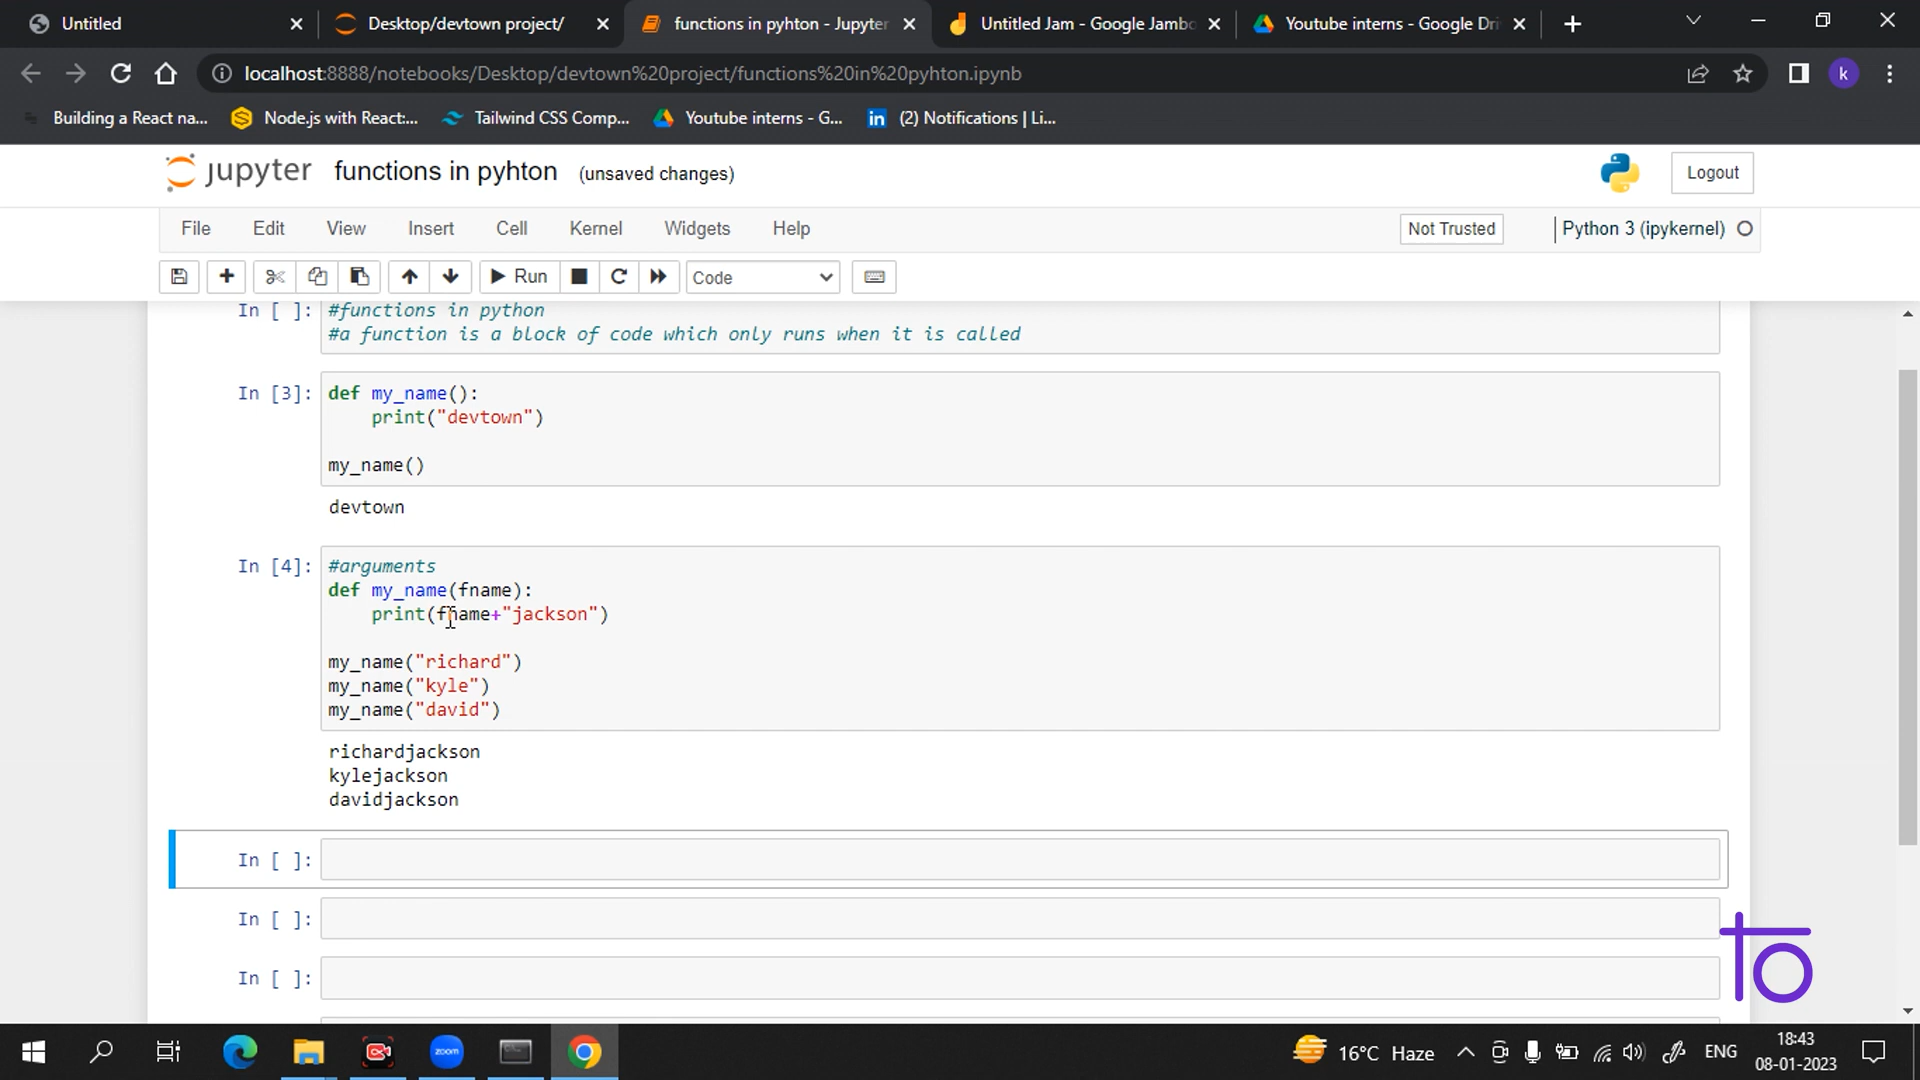 Untitled
Desktop/devtown project/
functions in pyhton - Jupyter
Untitled Jam - Google Jambo
Youtube interns - Google Dri
localhost:8888/notebooks/Desktop/devtown%20project/functions%20in%20pyhton.ipynb
k
Building a React na...
Node.js with React:...
Tailwind CSS Comp...
Youtube interns - G...
(2) Notifications | Li...
jupyter functions in pyhton (unsaved changes)
Logout
File Edit View Insert Cell Kernel Widgets Help
Not Trusted
Python 3 (ipykernel)
Run
Code
In [ ]: #functions in python
#a function is a block of code which only runs when it is called
In [3]: def my_name():
print("devtown")
my_name()
devtown
In [4]: #arguments
def my_name(fname):
print(fname+"jackson")
my_name("richard")
my_name("kyle")
my_name("david")
richardjackson
kylejackson
davidjackson
In [ ]:
In [ ]:
In [ ]:
zoom
16°C Haze
ENG
18:43
08-01-2023